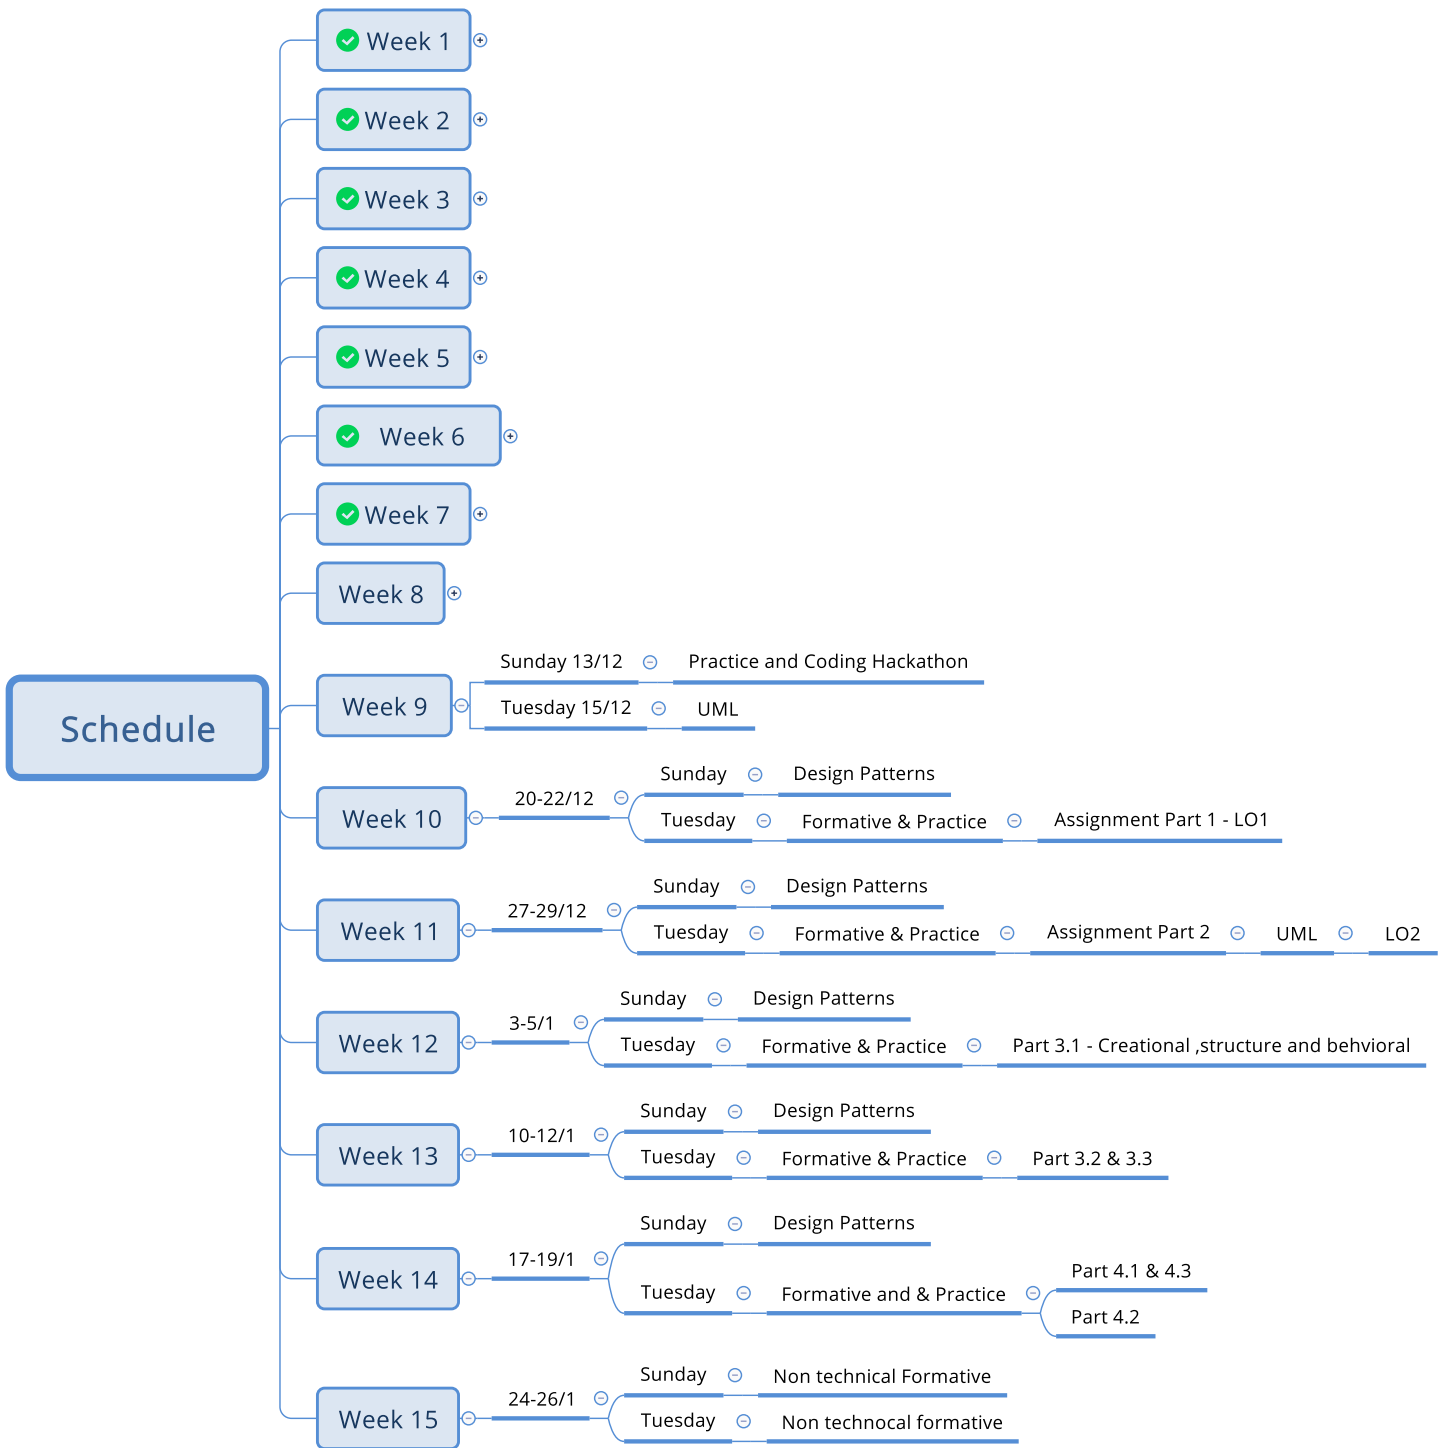 Schedule
Week 1
Week 2
Week 3
Week 4
Week 5
Week 6
Week 7
Week 8
Week 9
Sunday 13/12
Practice and Coding Hackathon
Tuesday 15/12
UML
Week 10
20-22/12
Sunday
Design Patterns
Tuesday
Formative & Practice
Assignment Part 1 - LO1
Week 11
27-29/12
Sunday
Design Patterns
Tuesday
Formative & Practice
Assignment Part 2
UML
LO2
Week 12
3-5/1
Sunday
Design Patterns
Tuesday
Formative & Practice
Part 3.1 - Creational ,structure and behvioral
Week 13
10-12/1
Sunday
Design Patterns
Tuesday
Formative & Practice
Part 3.2 & 3.3
Week 14
17-19/1
Sunday
Design Patterns
Tuesday
Formative and & Practice
Part 4.1 & 4.3
Part 4.2
Week 15
24-26/1
Sunday
Non technical Formative
Tuesday
Non technocal formative